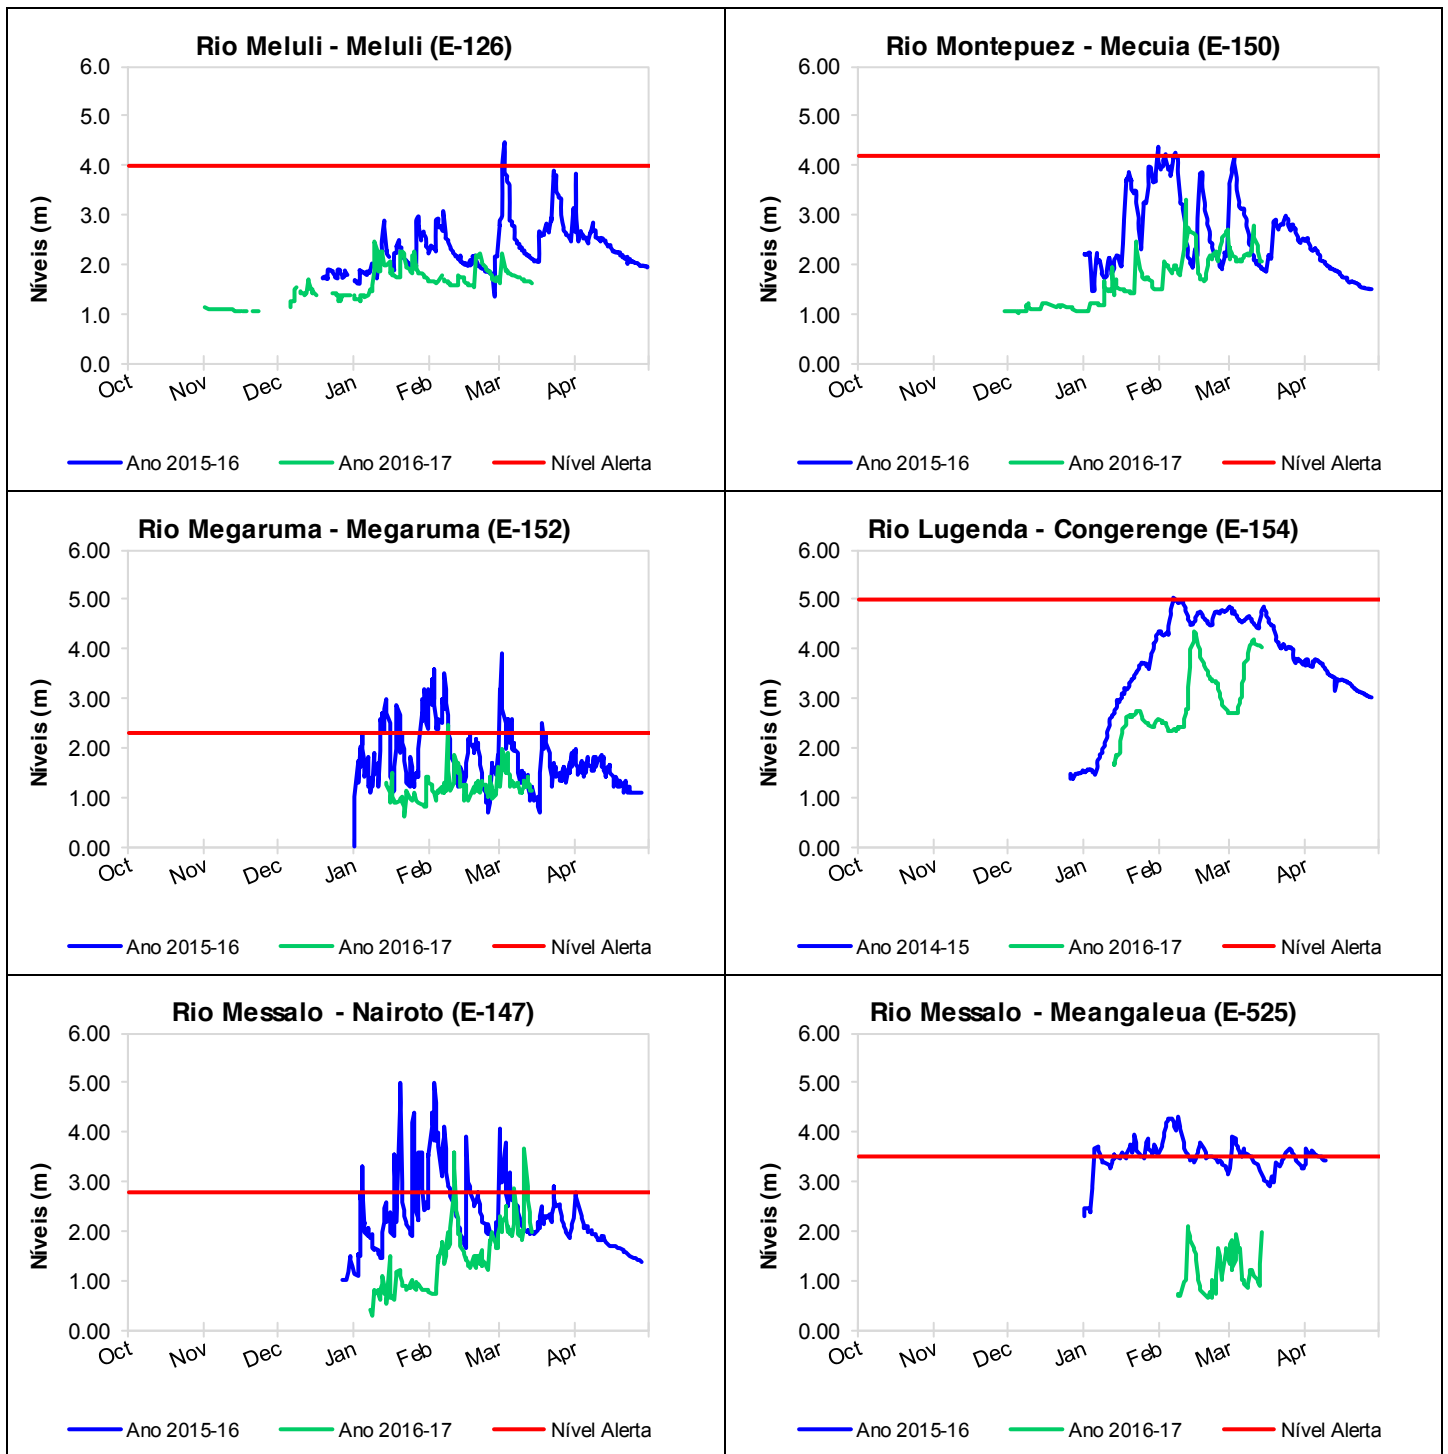 Rio Meluli - Meluli (E-126)
Níveis (m)
6.0
5.0
4.0
3.0
2.0
1.0
0.0
Oct Nov Dec Jan Feb Mar Apr
Ano 2015-16 Ano 2016-17 Nível Alerta
Rio Montepuez - Mecuia (E-150)
Níveis (m)
6.00
5.00
4.00
3.00
2.00
1.00
0.00
Oct Nov Dec Jan Feb Mar Apr
Ano 2015-16 Ano 2016-17 Nível Alerta
Rio Megaruma - Megaruma (E-152)
Níveis (m)
6.00
5.00
4.00
3.00
2.00
1.00
0.00
Oct Nov Dec Jan Feb Mar Apr
Ano 2015-16 Ano 2016-17 Nível Alerta
Rio Lugenda - Congerenge (E-154)
Níveis (m)
6.00
5.00
4.00
3.00
2.00
1.00
0.00
Oct Nov Dec Jan Feb Mar Apr
Ano 2014-15 Ano 2016-17 Nível Alerta
Rio Messalo - Nairoto (E-147)
Níveis (m)
6.00
5.00
4.00
3.00
2.00
1.00
0.00
Oct Nov Dec Jan Feb Mar Apr
Ano 2015-16 Ano 2016-17 Nível Alerta
Rio Messalo - Meangaleua (E-525)
Níveis (m)
6.00
5.00
4.00
3.00
2.00
1.00
0.00
Oct Nov Dec Jan Feb Mar Apr
Ano 2015-16 Ano 2016-17 Nível Alerta